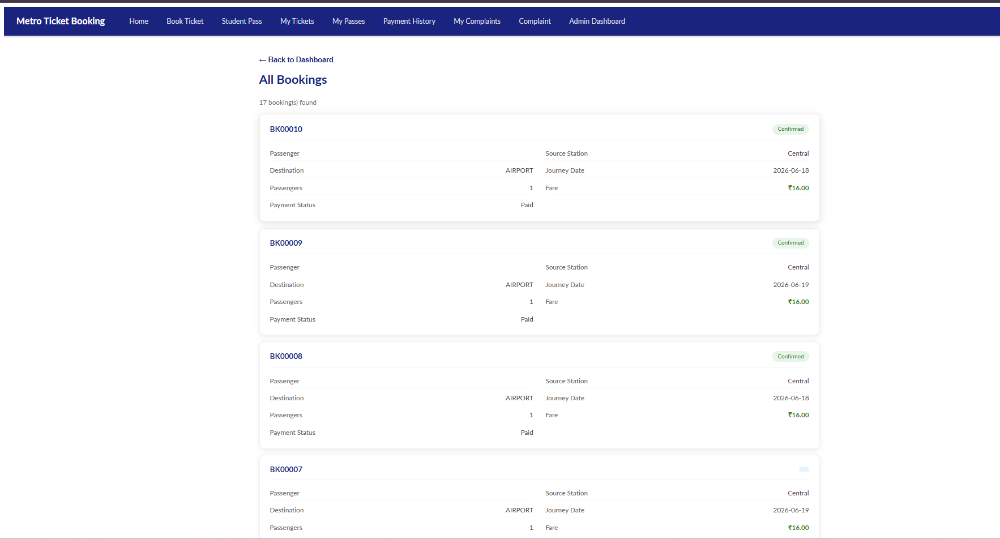 Metro Ticket Booking Home Book Ticket Student Pass My Tickets My Passes Payment History My Complaints Complaint Admin Dashboard
← Back to Dashboard
All Bookings
17 booking(s) found
BK00010 Confirmed
Passenger Source Station Central
Destination AIRPORT Journey Date 2026-06-18
Passengers 1 Fare ₹16.00
Payment Status Paid
BK00009 Confirmed
Passenger Source Station Central
Destination AIRPORT Journey Date 2026-06-19
Passengers 1 Fare ₹16.00
Payment Status Paid
BK00008 Confirmed
Passenger Source Station Central
Destination AIRPORT Journey Date 2026-06-18
Passengers 1 Fare ₹16.00
Payment Status Paid
BK00007
Passenger Source Station Central
Destination AIRPORT Journey Date 2026-06-19
Passengers 1 Fare ₹16.00